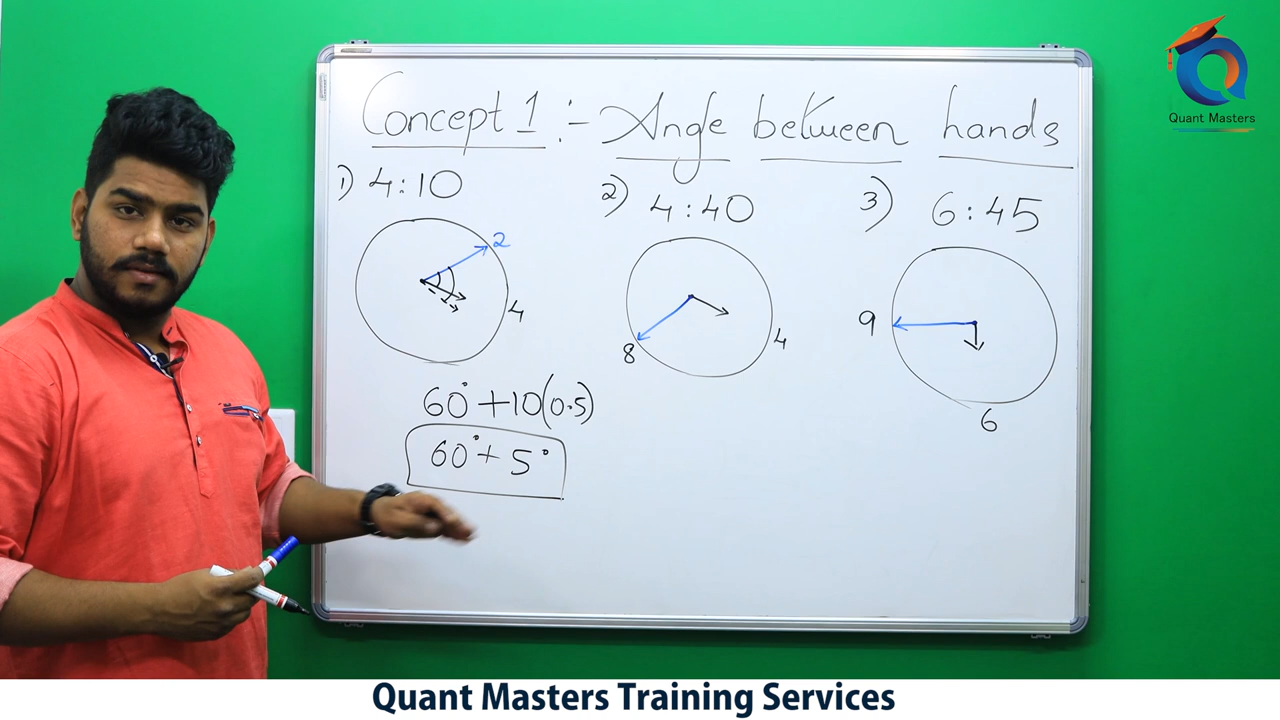 Quant Masters
Concept 1 :- Angle between hands
1) 4:10
2) 4:40
3) 6:45
2
4
8
4
9
6
60° + 10(0.5)
60° + 5°
Quant Masters Training Services